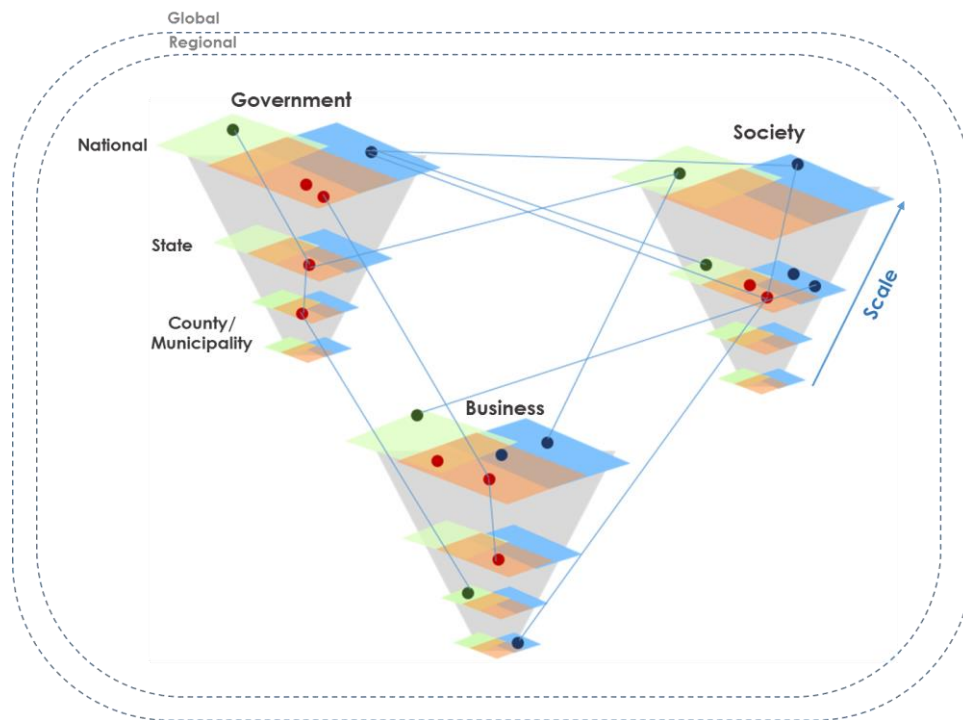 Global
Regional
Government
National
Society
State
Scale
County/
Municipality
Business